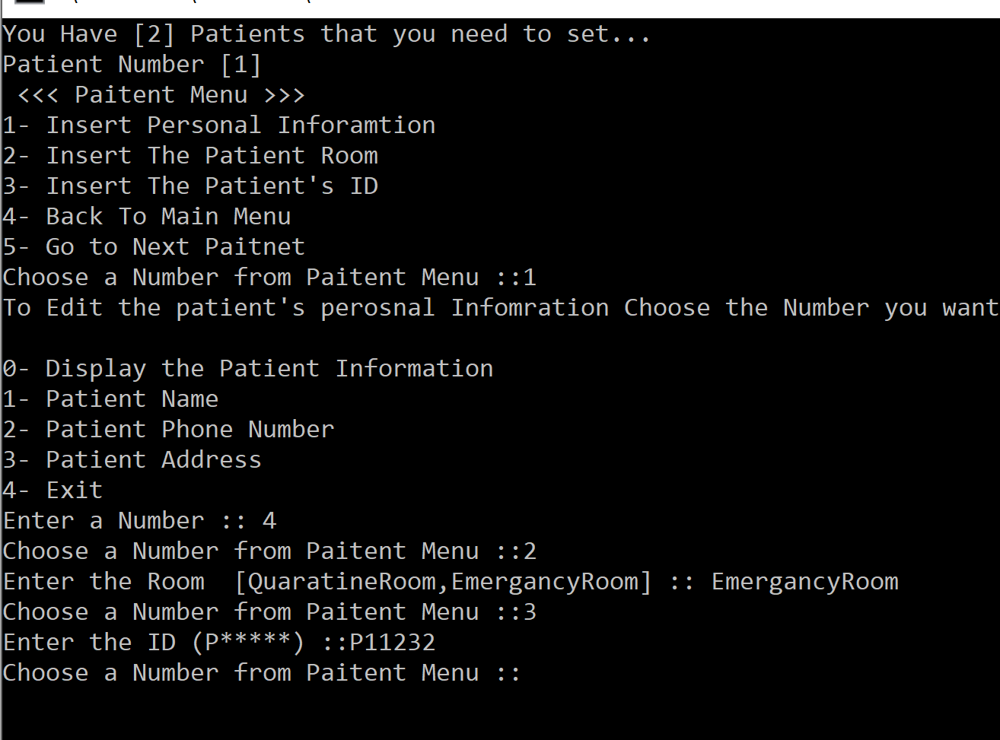 You Have [2] Patients that you need to set...
Patient Number [1]
<<< Paitent Menu >>>
1- Insert Personal Inforamtion
2- Insert The Patient Room
3- Insert The Patient's ID
4- Back To Main Menu
5- Go to Next Paitnet
Choose a Number from Paitent Menu ::1
To Edit the patient's perosnal Infomration Choose the Number you want
0- Display the Patient Information
1- Patient Name
2- Patient Phone Number
3- Patient Address
4- Exit
Enter a Number :: 4
Choose a Number from Paitent Menu ::2
Enter the Room  [QuaratineRoom,EmergancyRoom] :: EmergancyRoom
Choose a Number from Paitent Menu ::3
Enter the ID (P*****) ::P11232
Choose a Number from Paitent Menu ::